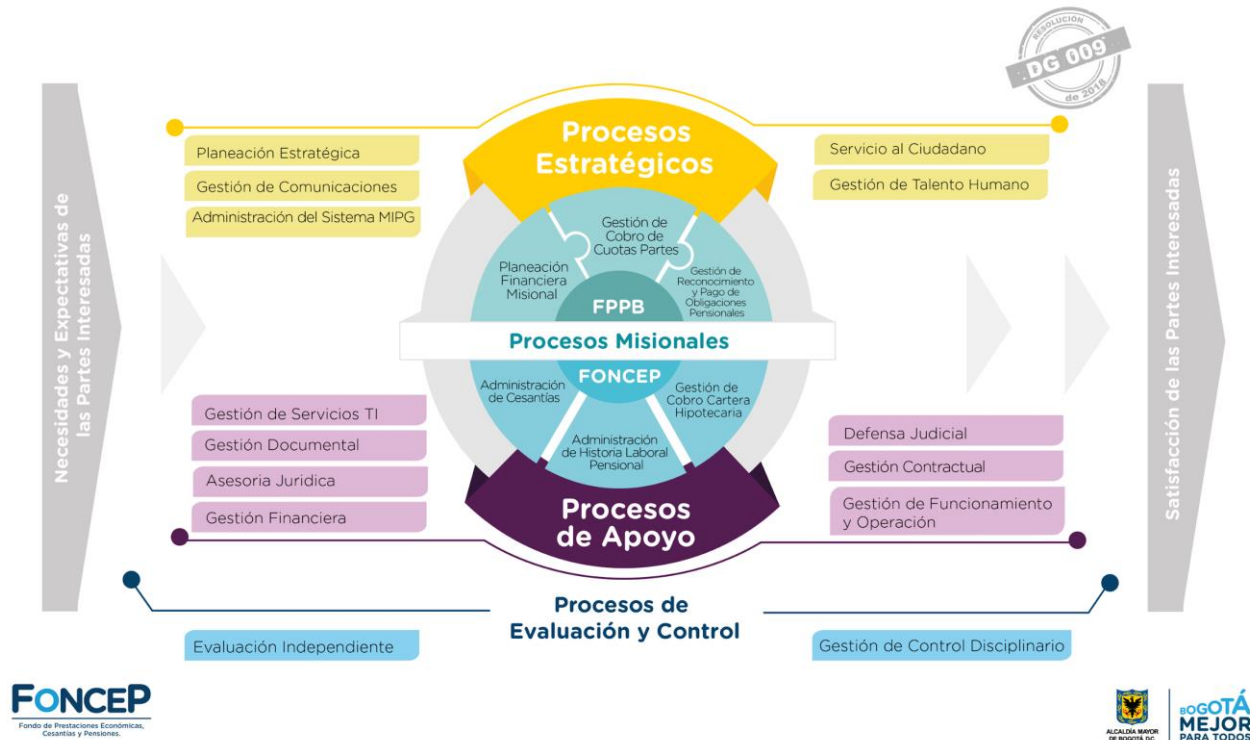 RESOLUCIÓN
DG 009
de 2018
Necesidades y Expectativas de
las Partes Interesadas
Procesos
Estratégicos
Planeación Estratégica
Gestión de Comunicaciones
Administración del Sistema MIPG
Servicio al Ciudadano
Gestión de Talento Humano
Gestión de
Cobro de
Cuotas Partes
Planeación
Financiera
Misional
Gestión de
Reconocimiento
y Pago de
Obligaciones
Pensionales
FPPB
Procesos Misionales
FONCEP
Administración
de Cesantías
Gestión de
Cobro Cartera
Hipotecaria
Administración
de Historia Laboral
Pensional
Gestión de Servicios TI
Gestión Documental
Asesoria Juridica
Gestión Financiera
Defensa Judicial
Gestión Contractual
Gestión de Funcionamiento
y Operación
Procesos
de Apoyo
Procesos de
Evaluación y Control
Evaluación Independiente
Gestión de Control Disciplinario
Satisfacción de las Partes Interesadas
FONCEP
Fondo de Prestaciones Económicas,
Cesantías y Pensiones.
ALCALDÍA MAYOR
DE BOGOTÁ D.C.
BOGOTÁ
MEJOR
PARA TODOS